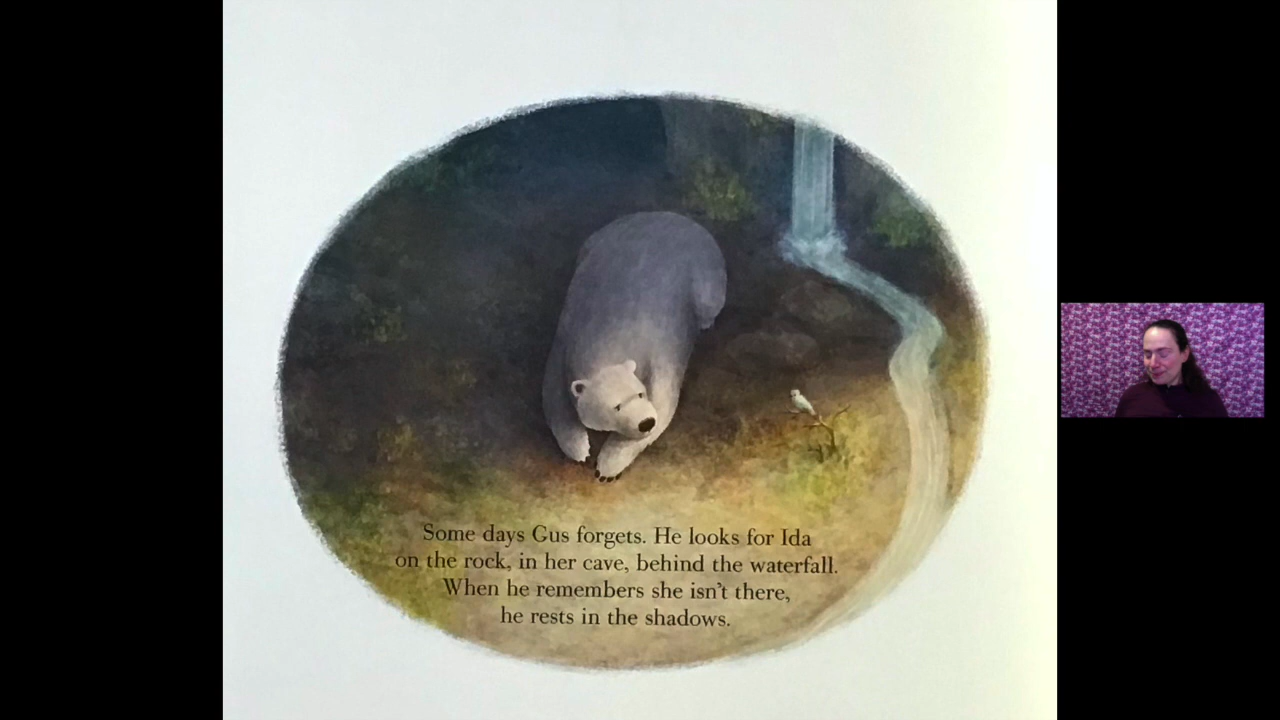 Some days Gus forgets. He looks for Ida
on the rock, in her cave, behind the waterfall.
When he remembers she isn't there,
he rests in the shadows.